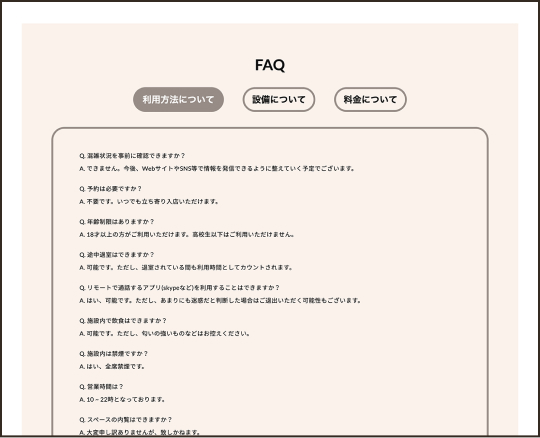 FAQ
利用方法について
設備について
料金について
Q. 混雑状況を事前に確認できますか？
A. できません。今後、WebサイトやSNS等で情報を発信できるように整えていく予定でございます。
Q. 予約は必要ですか？
A. 不要です。いつでも立ち寄り入店いただけます。
Q. 年齢制限はありますか？
A. 18才以上の方がご利用いただけます。高校生以下はご利用いただけません。
Q. 途中退室はできますか？
A. 可能です。ただし、退室されている間も利用時間としてカウントされます。
Q. リモートで通話するアプリ(skypeなど)を利用することはできますか？
A. はい、可能です。ただし、あまりにも迷惑だと判断した場合はご退出いただく可能性もございます。
Q. 施設内で飲食はできますか？
A. 可能です。ただし、匂いの強いものなどはお控えください。
Q. 施設内は禁煙ですか？
A. はい、全席禁煙です。
Q. 営業時間は？
A. 10 ~ 22時となっております。
Q. スペースの内覧はできますか？
A. 大変申し訳ありませんが、致しかねます。